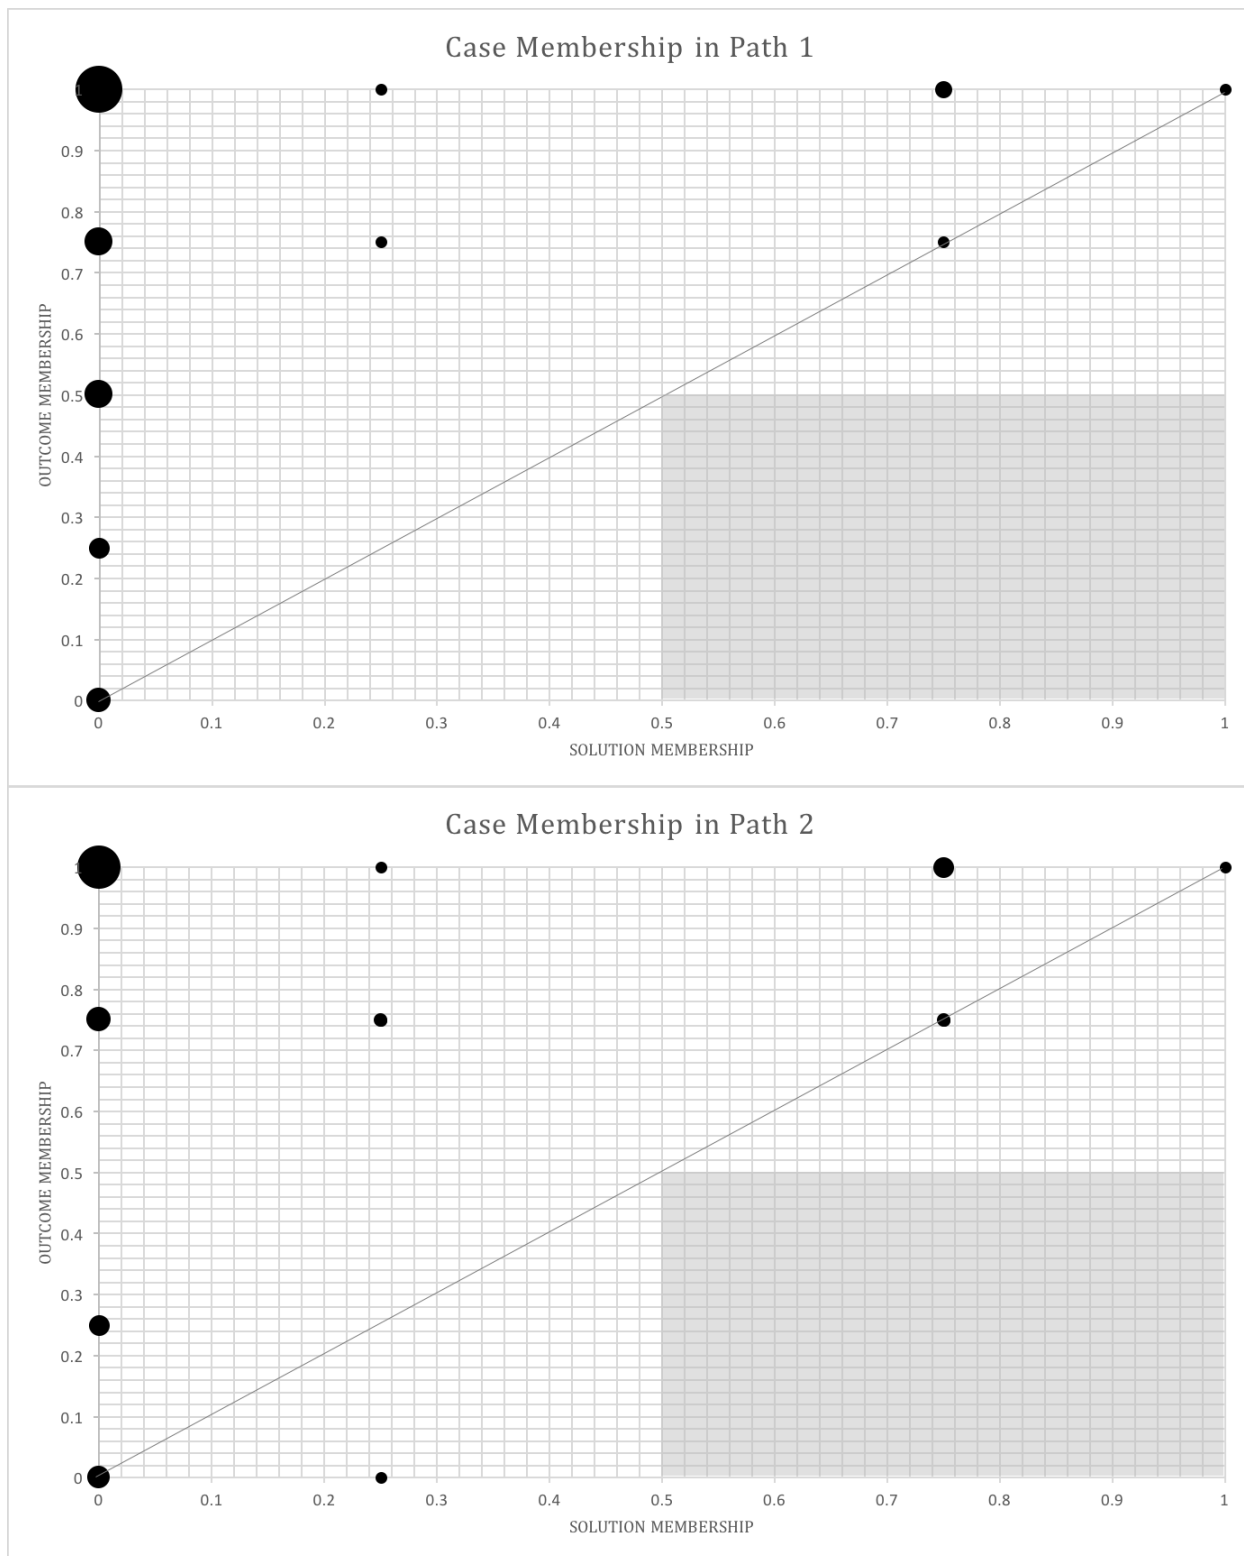 Case Membership in Path 1
1
0.9
0.8
0.7
0.6
0.5
0.4
0.3
0.2
0.1
0
OUTCOME MEMBERSHIP
0 0.1 0.2 0.3 0.4 0.5 0.6 0.7 0.8 0.9 1
SOLUTION MEMBERSHIP
Case Membership in Path 2
1
0.9
0.8
0.7
0.6
0.5
0.4
0.3
0.2
0.1
0
OUTCOME MEMBERSHIP
0 0.1 0.2 0.3 0.4 0.5 0.6 0.7 0.8 0.9 1
SOLUTION MEMBERSHIP